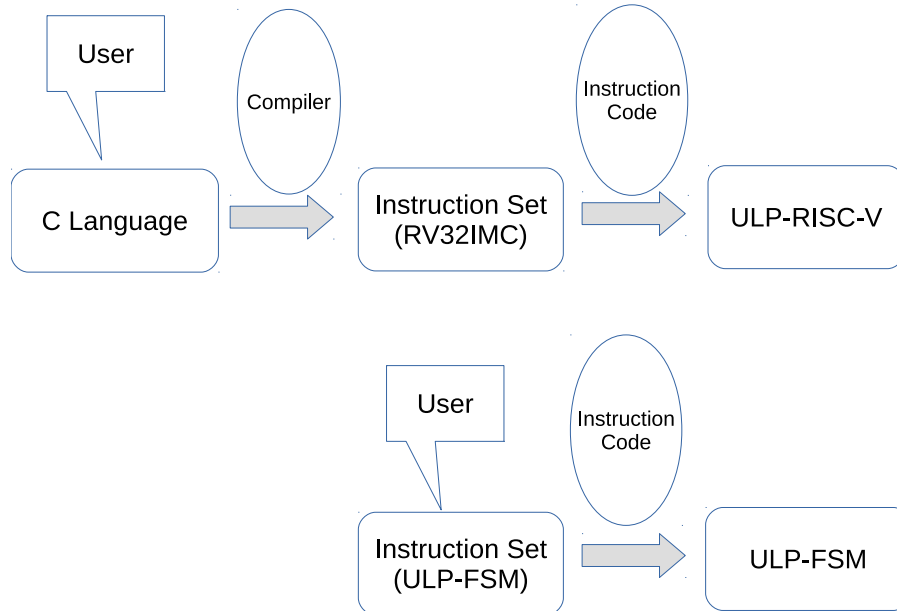 User
Compiler
Instruction
Code
C Language
Instruction Set
(RV32IMC)
ULP-RISC-V
User
Instruction
Code
Instruction Set
(ULP-FSM)
ULP-FSM